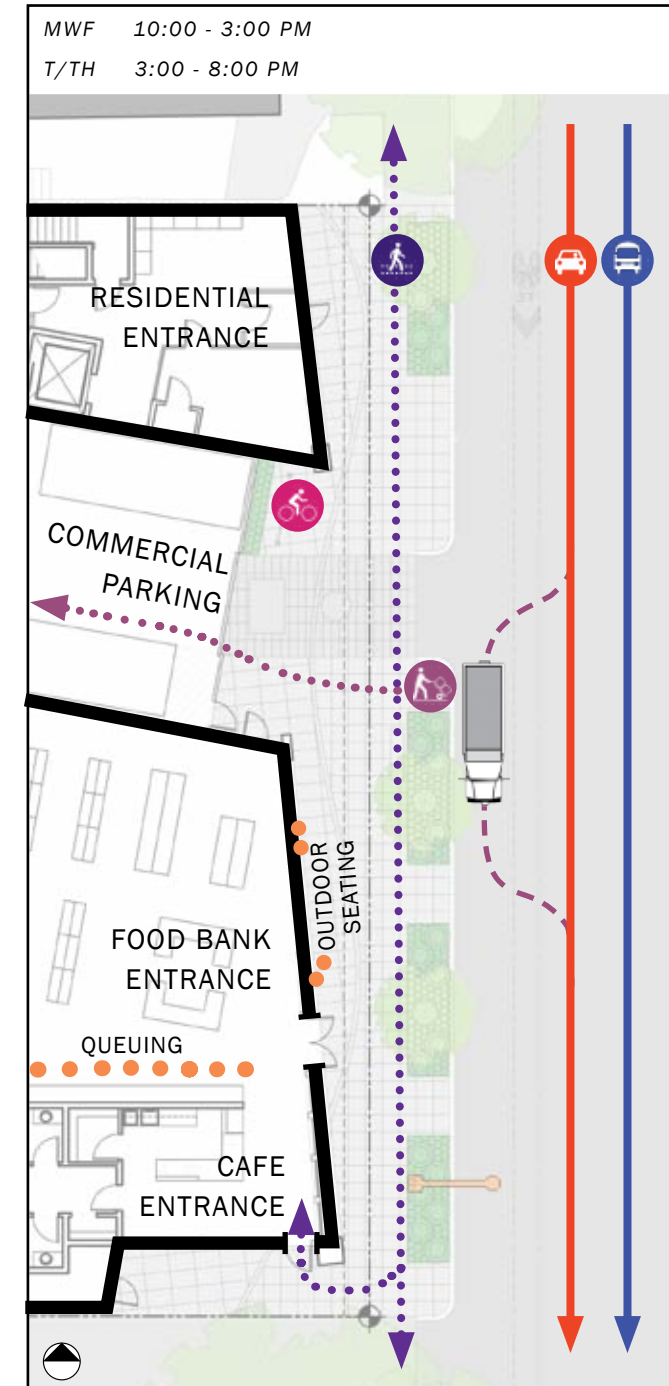 MWF 10:00 - 3:00 PM
T/TH 3:00 - 8:00 PM
RESIDENTIAL
ENTRANCE
COMMERCIAL
PARKING
OUTDOOR
SEATING
FOOD BANK
ENTRANCE
QUEUING
CAFE
ENTRANCE